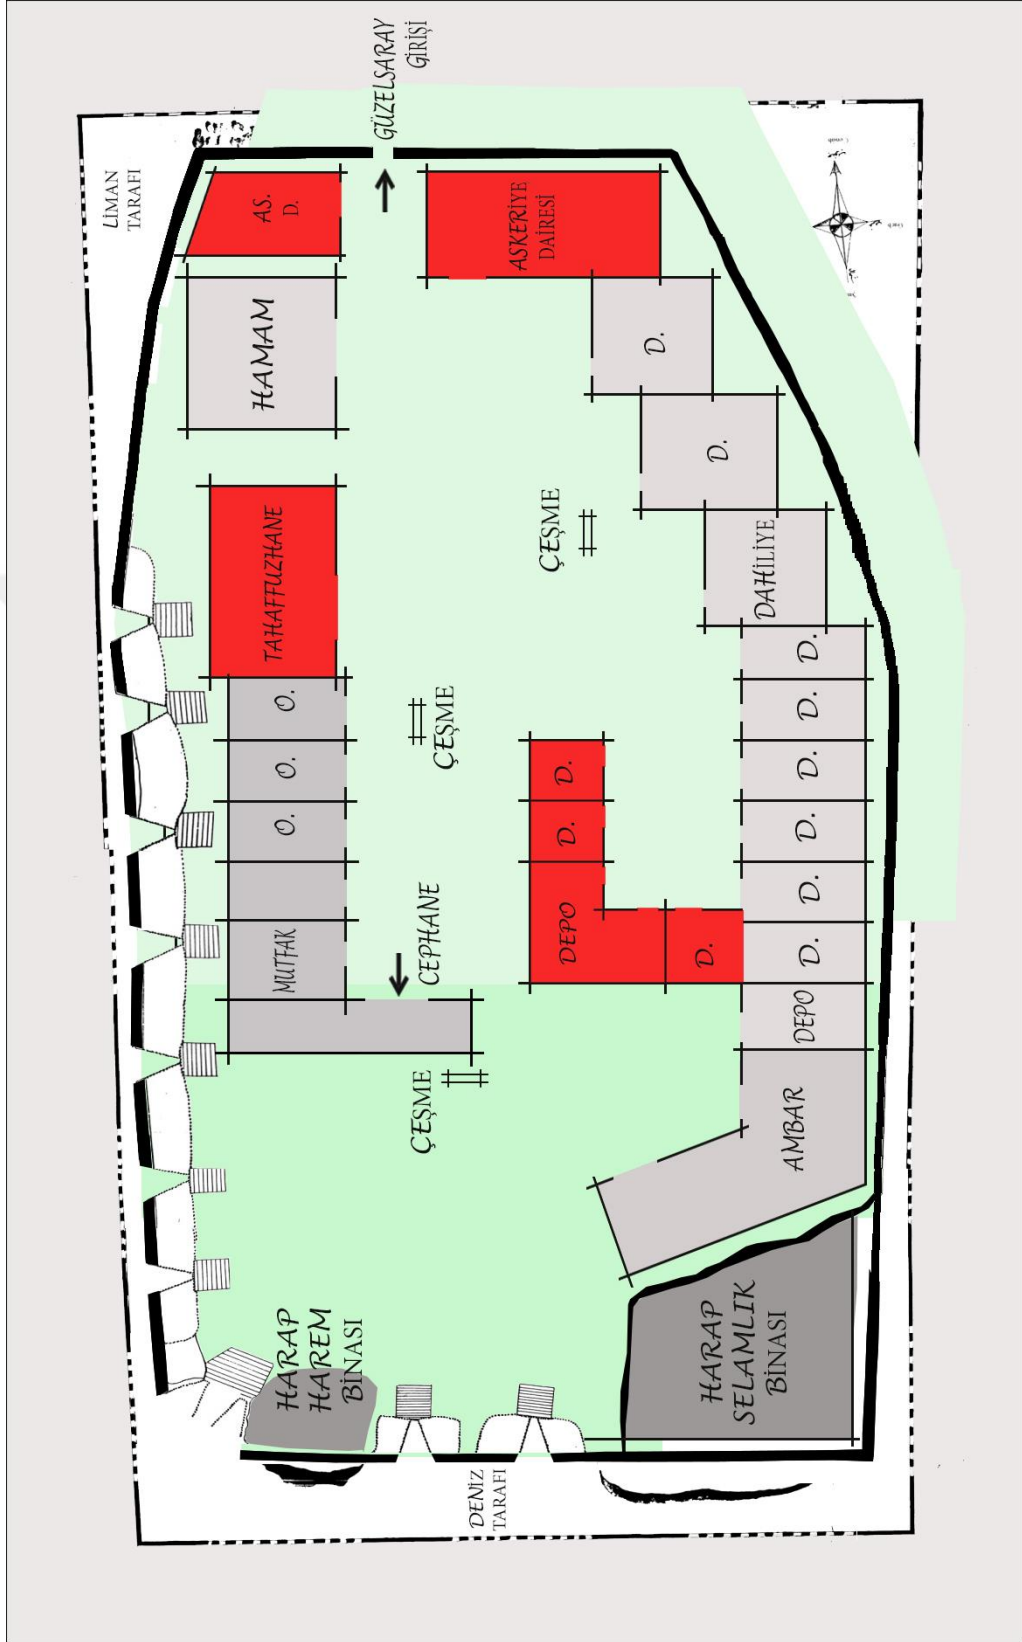 LİMAN
TARAFI
GÜZELSARAY
GİRİŞİ
AS.
D.
ASKERİYE
DAİRESİ
HAMAM
D.
D.
TAHAFFUZHANE
ÇEŞME
DAHİLİYE
O.
O.
O.
ÇEŞME
D.
D.
D.
D.
D.
D.
D.
D.
DEPO
D.
MUTFAK
CEPHANE
DEPO
ÇEŞME
AMBAR
HARAP
HAREM
BİNASI
HARAP
SELAMLIK
BİNASI
DENİZ
TARAFI